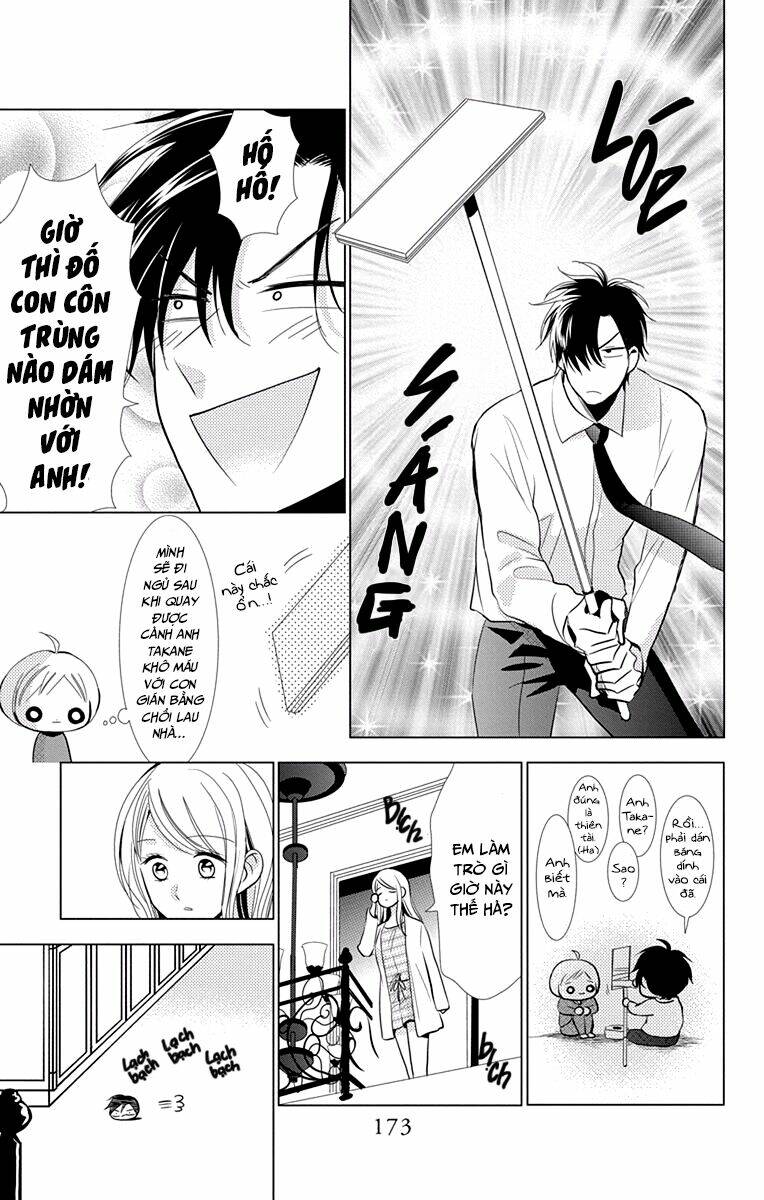 LÓE
SÁNG
HỐ
HÔ!
GIỜ
THÌ ĐỐ
CON CÔN
TRÙNG
NÀO DÁM
NHỜN
VỚI
ANH!
Cái
này chắc
ổn...!
MÌNH
SẼ ĐI
NGỦ SAU
KHI QUAY
ĐƯỢC
CẢNH ANH
TAKANE
KHÔ MÁU
VỚI CON
GIÁN BẰNG
CHỔI LAU
NHÀ...
Rồi...
phải dán
băng
dính
vào cái
đã.
Anh
Taka-
ne?
Sao
?
Anh
đúng
là
thiên
tài.
(Hạ)
Anh
biết
mà.
EM LÀM
TRÒ GÌ
GIỜ NÀY
THẾ HẢ?
Bịch
Bịch
Lạch
bạch
Lạch
bạch
Lạch
bạch
173